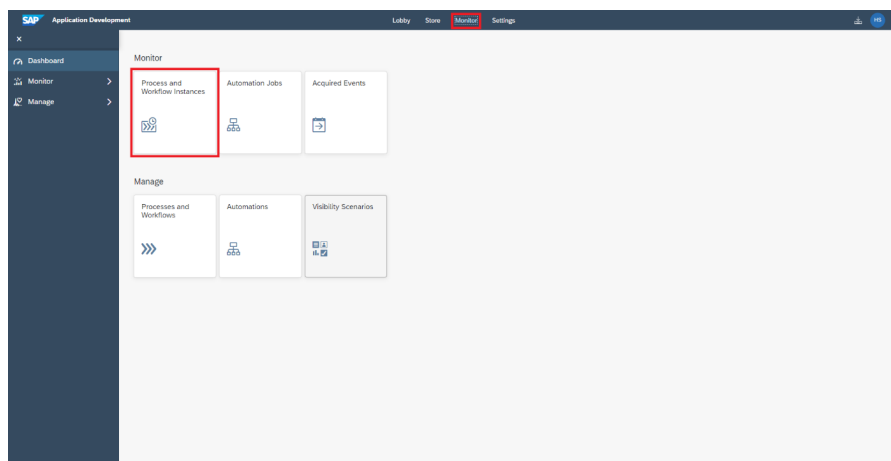 SAP Application Development Lobby Store Monitor Settings HS
Dashboard
Monitor
Manage
Monitor
Process and
Workflow Instances
Automation Jobs
Acquired Events
Manage
Processes and
Workflows
Automations
Visibility Scenarios